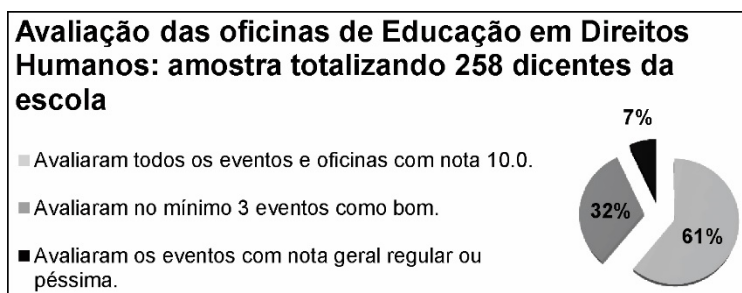 Avaliação das oficinas de Educação em Direitos
Humanos: amostra totalizando 258 dicentes da
escola
7%
Avaliaram todos os eventos e oficinas com nota 10.0.
Avaliaram no mínimo 3 eventos como bom.
32%
61%
Avaliaram os eventos com nota geral regular ou
péssima.